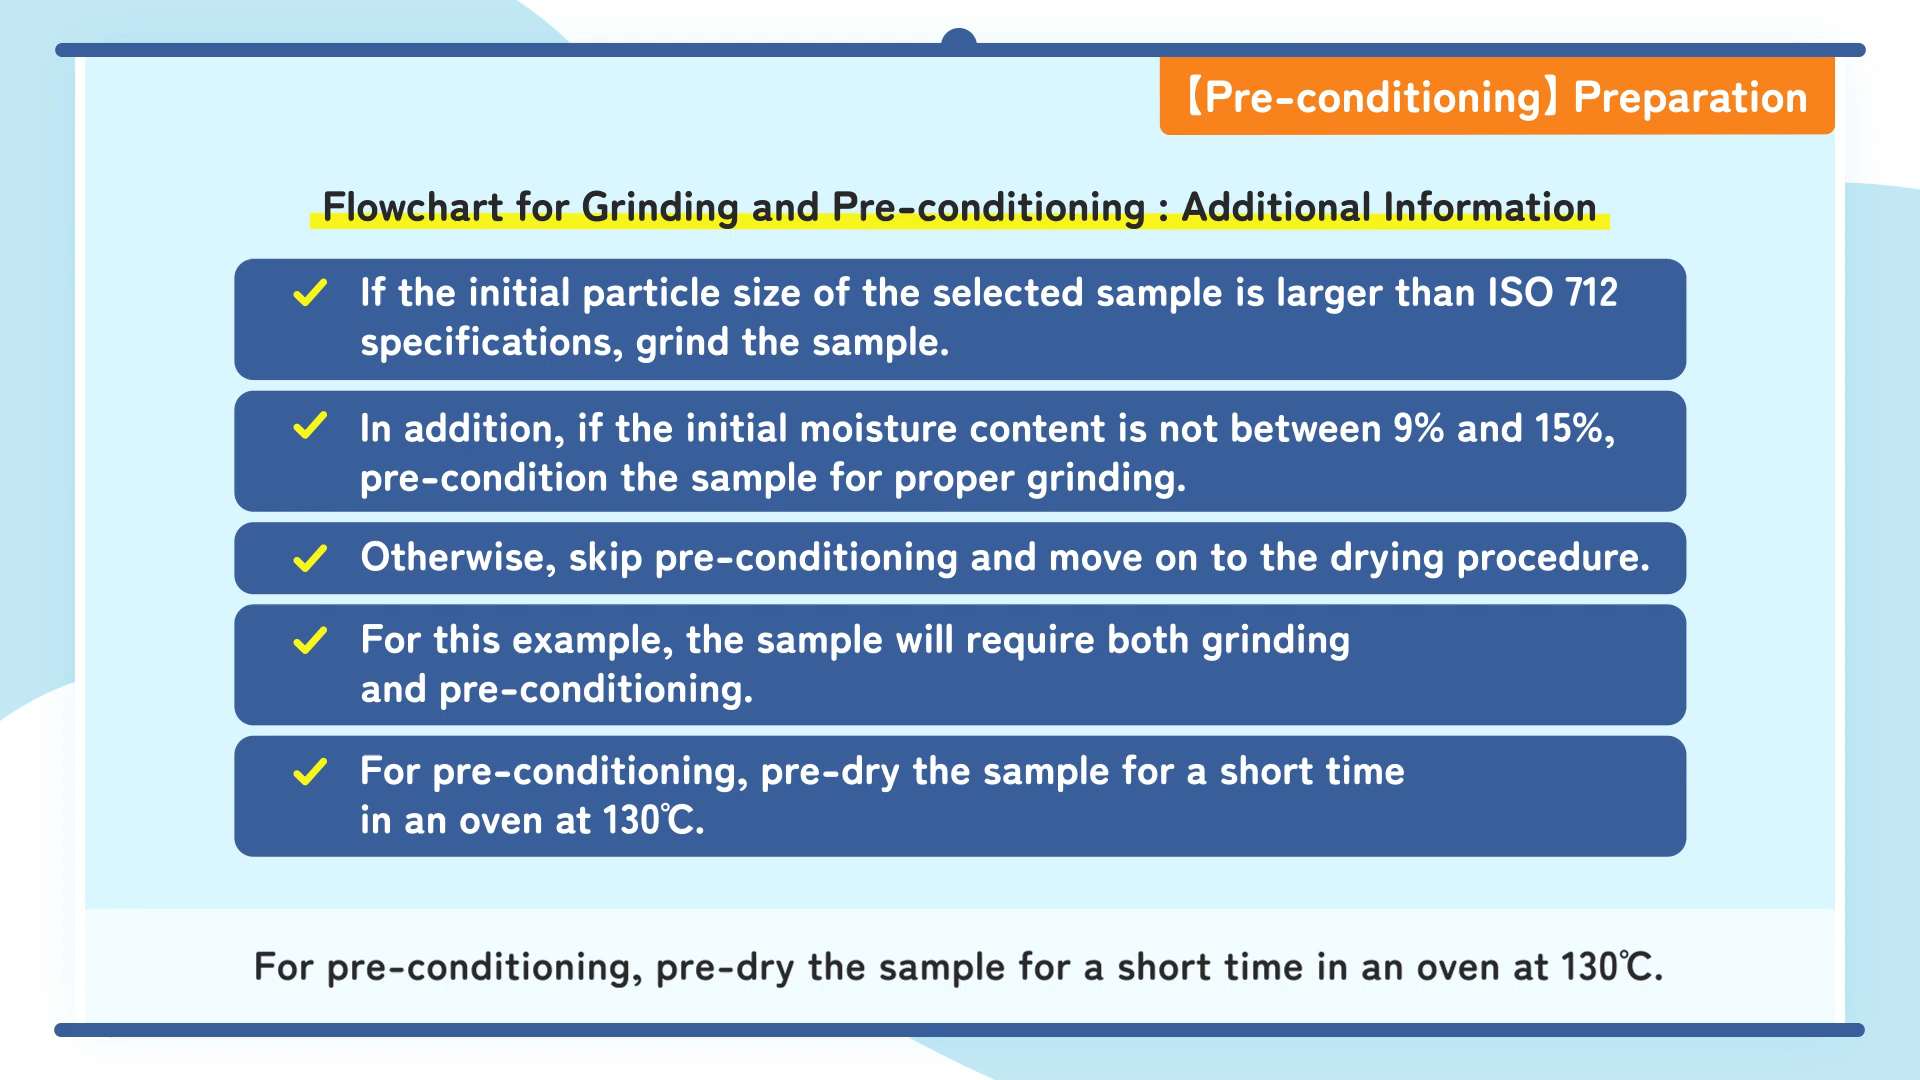 【Pre-conditioning】Preparation
Flowchart for Grinding and Pre-conditioning : Additional Information
If the initial particle size of the selected sample is larger than ISO 712
specifications, grind the sample.
In addition, if the initial moisture content is not between 9% and 15%,
pre-condition the sample for proper grinding.
Otherwise, skip pre-conditioning and move on to the drying procedure.
For this example, the sample will require both grinding
and pre-conditioning.
For pre-conditioning, pre-dry the sample for a short time
in an oven at 130℃.
For pre-conditioning, pre-dry the sample for a short time in an oven at 130℃.